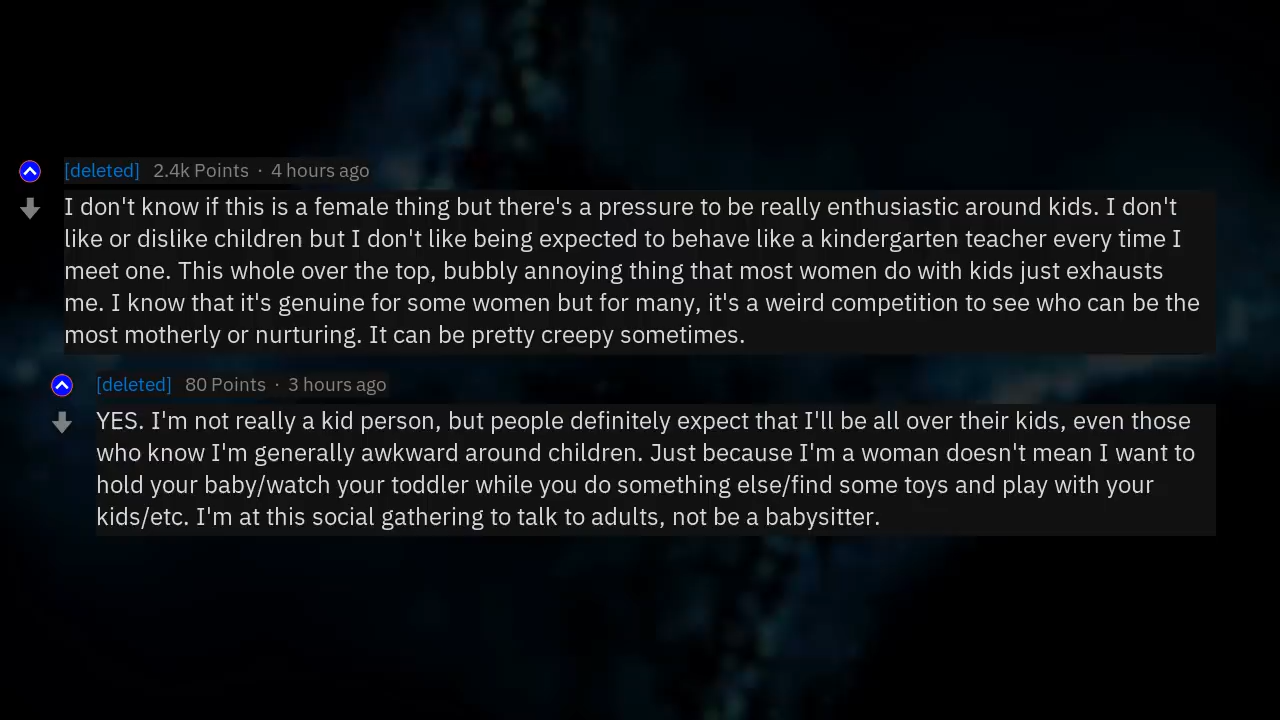 [deleted] 2.4k Points · 4 hours ago
I don't know if this is a female thing but there's a pressure to be really enthusiastic around kids. I don't
like or dislike children but I don't like being expected to behave like a kindergarten teacher every time I
meet one. This whole over the top, bubbly annoying thing that most women do with kids just exhausts
me. I know that it's genuine for some women but for many, it's a weird competition to see who can be the
most motherly or nurturing. It can be pretty creepy sometimes.
[deleted] 80 Points · 3 hours ago
YES. I'm not really a kid person, but people definitely expect that I'll be all over their kids, even those
who know I'm generally awkward around children. Just because I'm a woman doesn't mean I want to
hold your baby/watch your toddler while you do something else/find some toys and play with your
kids/etc. I'm at this social gathering to talk to adults, not be a babysitter.